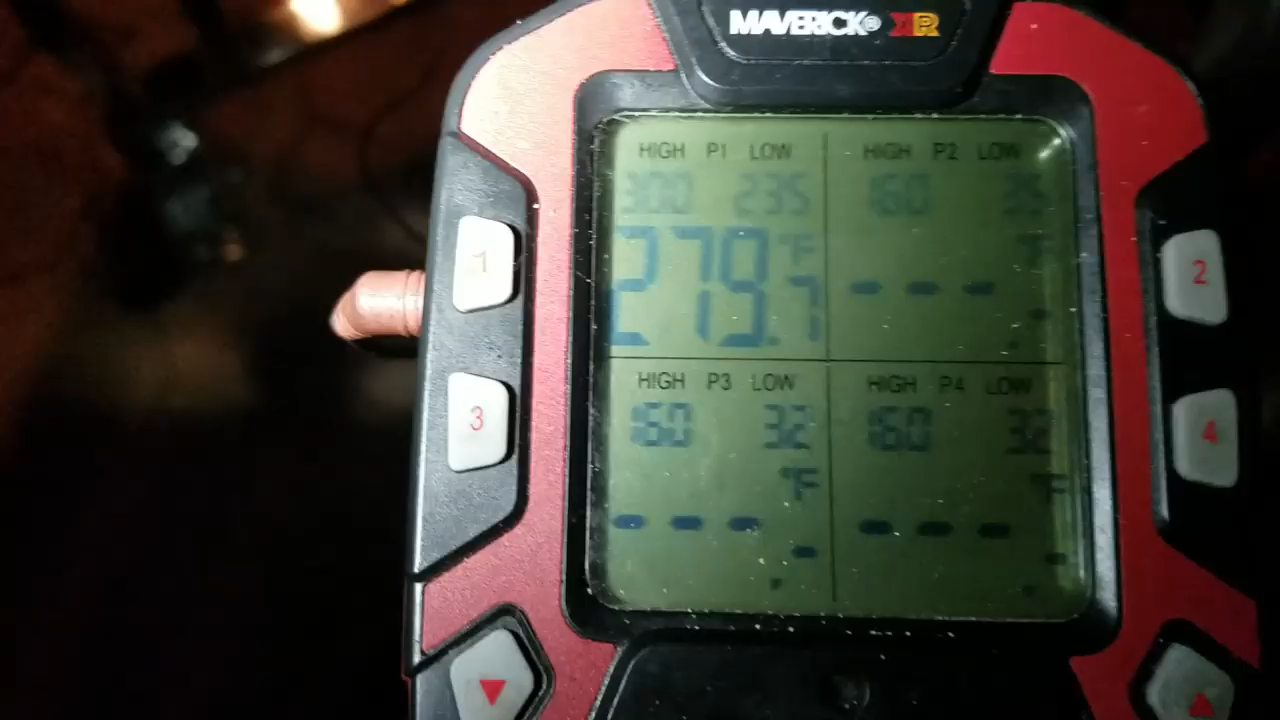 MAVERICK® XR
HIGH P1 LOW
300 235
279.7 °F
HIGH P2 LOW
160 35
°F
---.-
HIGH P3 LOW
160 32
°F
---.-
HIGH P4 LOW
160 32
°F
---.-
1
2
3
4